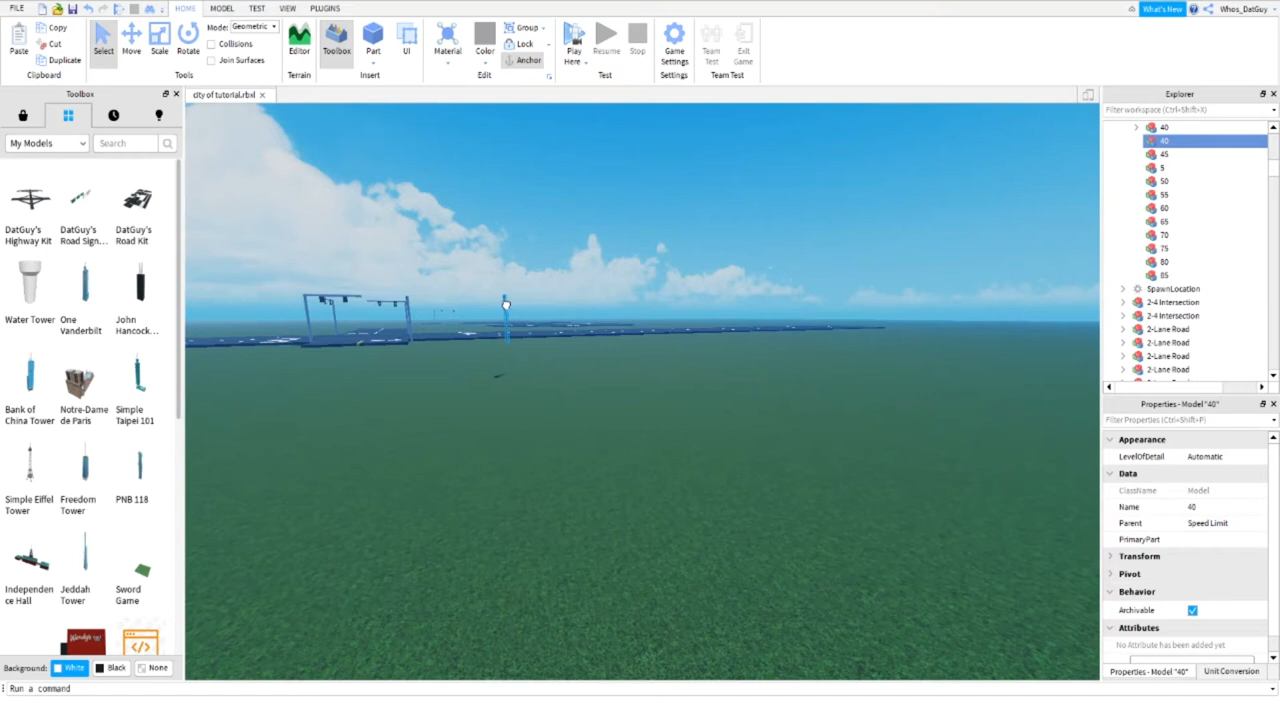 FILE HOME MODEL TEST VIEW PLUGINS What's New Whos_DatGuy
Paste
Copy
Cut
Duplicate
Clipboard
Select Move Scale Rotate
Mode: Geometric
Collisions
Join Surfaces
Tools
Editor
Terrain
Toolbox Part UI
Insert
Material Color
Group
Lock
Anchor
Edit
Play
Here
Resume Stop
Test
Game
Settings
Settings
Team
Test
Exit
Game
Team Test
Toolbox
My Models Search
DatGuy's
Highway Kit
DatGuy's
Road Sign...
DatGuy's
Road Kit
Water Tower
One
Vanderbilt
John
Hancock...
Bank of
China Tower
Notre-Dame
de Paris
Simple
Taipei 101
Simple Eiffel
Tower
Freedom
Tower
PNB 118
Independen
ce Hall
Jeddah
Tower
Sword
Game
Wendy's
</>
Background: White Black None
Run a command
city of tutorial.rbxl
Explorer
Filter workspace (Ctrl+Shift+X)
40
40
45
5
50
55
60
65
70
75
80
85
SpawnLocation
2-4 Intersection
2-4 Intersection
2-Lane Road
2-Lane Road
2-Lane Road
2-Lane Road
Properties - Model "40"
Filter Properties (Ctrl+Shift+P)
Appearance
LevelOfDetail Automatic
Data
ClassName Model
Name 40
Parent Speed Limit
PrimaryPart
Transform
Pivot
Behavior
Archivable
Attributes
No Attribute has been added yet
Properties - Model "40" Unit Conversion